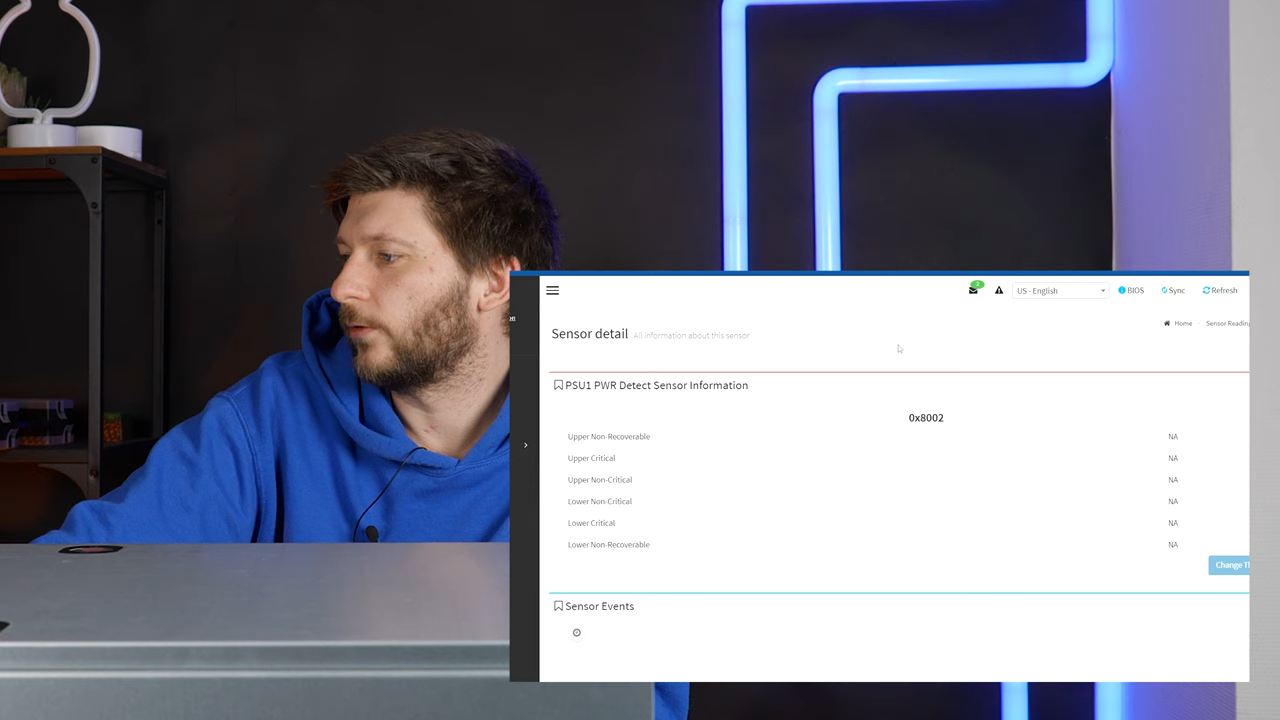 2
US - English
BIOS
Sync
Refresh
Home
Sensor Reading
Sensor detail All information about this sensor
PSU1 PWR Detect Sensor Information
0x8002
Upper Non-Recoverable NA
Upper Critical NA
Upper Non-Critical NA
Lower Non-Critical NA
Lower Critical NA
Lower Non-Recoverable NA
Change
Sensor Events